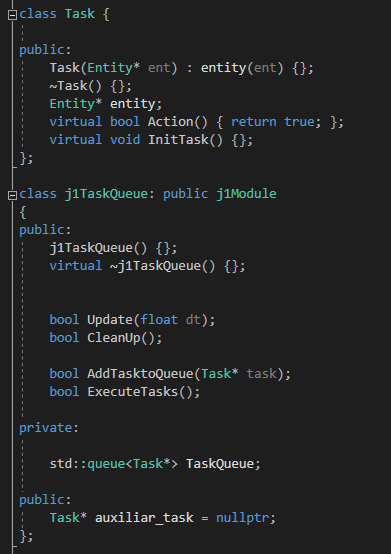 class Task {
public:
Task(Entity* ent) : entity(ent) {};
~Task() {};
Entity* entity;
virtual bool Action() { return true; };
virtual void InitTask() {};
};
class j1TaskQueue: public j1Module
{
public:
j1TaskQueue() {};
virtual ~j1TaskQueue() {};
bool Update(float dt);
bool CleanUp();
bool AddTasktoQueue(Task* task);
bool ExecuteTasks();
private:
std::queue<Task*> TaskQueue;
public:
Task* auxiliar_task = nullptr;
};